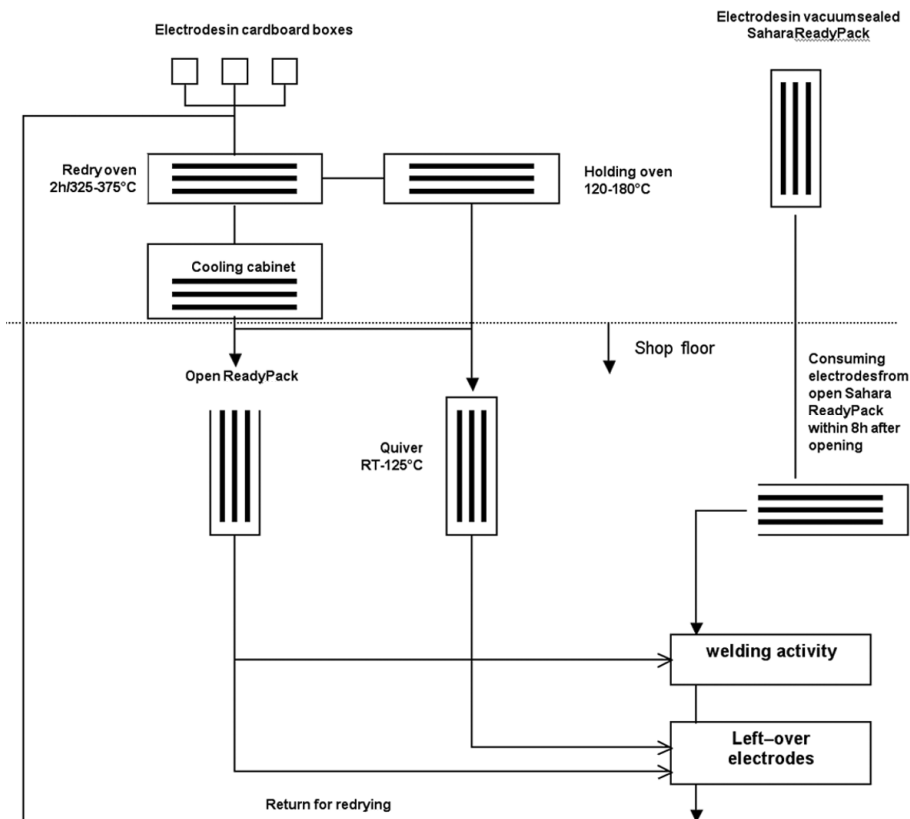 Electrodesin cardboard boxes
Electrodesin vacuumsealed
SaharaReadyPack
Redry oven
2h/325-375°C
Holding oven
120-180°C
Cooling cabinet
Shop floor
Open ReadyPack
Consuming
electrodesfrom
open Sahara
ReadyPack
within 8h after
opening
Quiver
RT-125°C
welding activity
Left–over
electrodes
Return for redrying